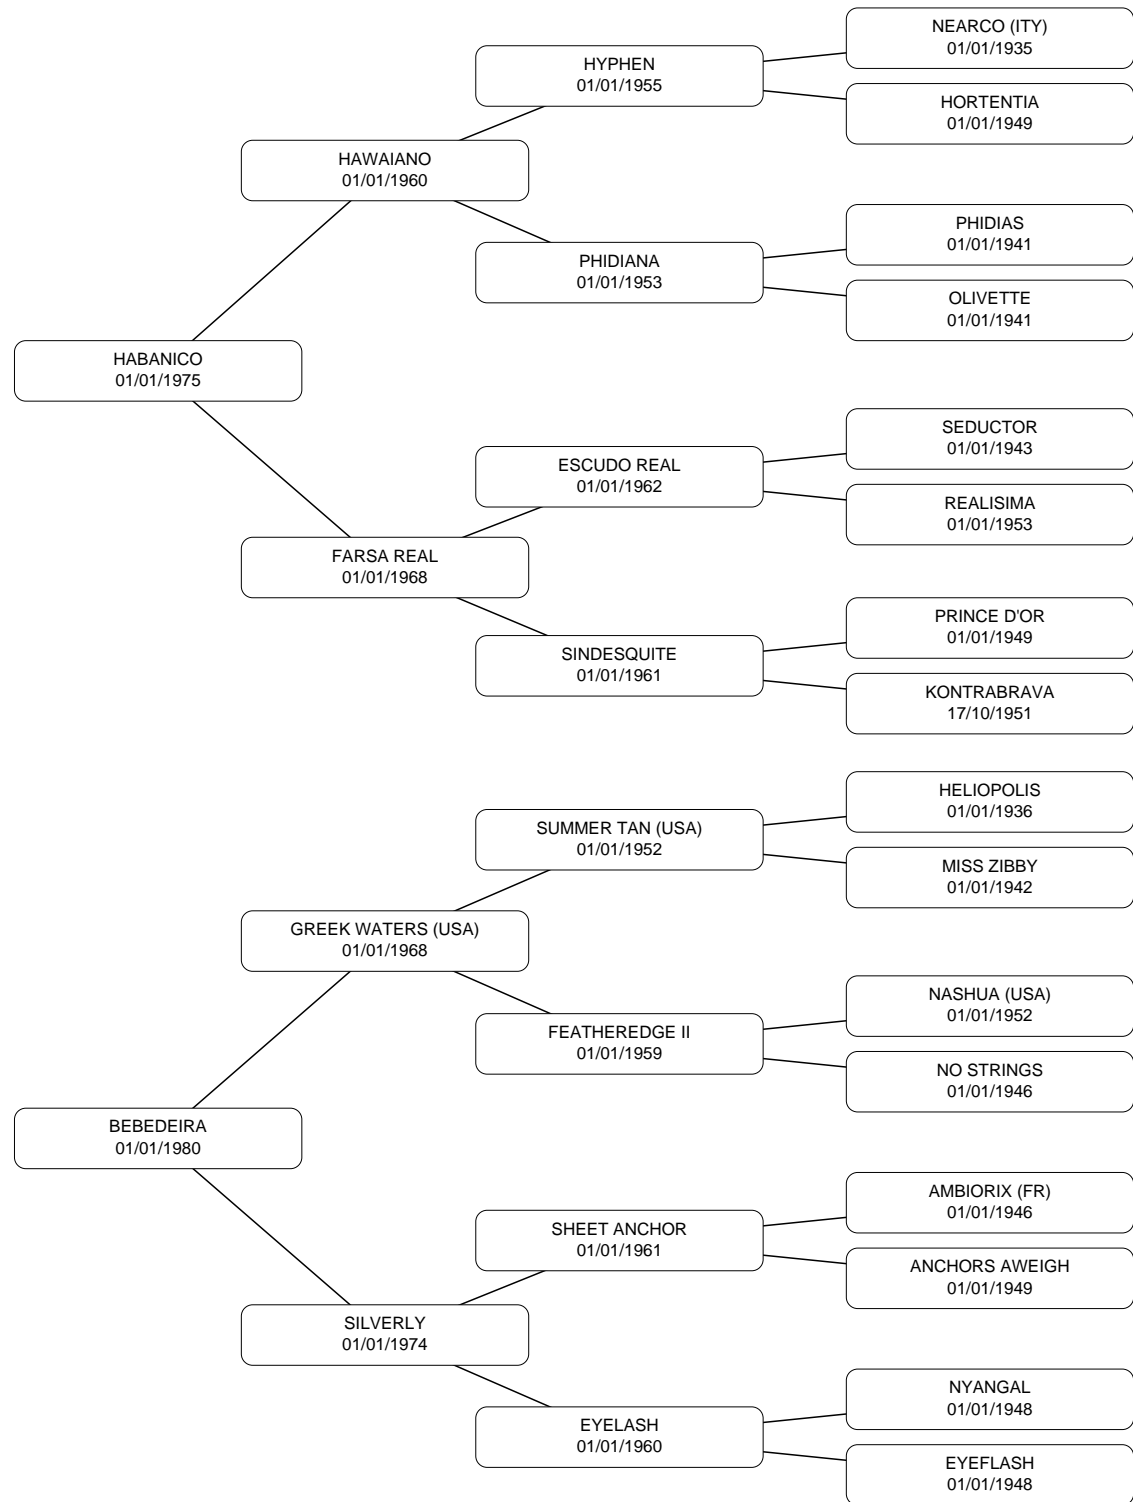 NEARCO (ITY)
01/01/1935
HYPHEN
01/01/1955
HORTENTIA
01/01/1949
HAWAIANO
01/01/1960
PHIDIAS
01/01/1941
PHIDIANA
01/01/1953
OLIVETTE
01/01/1941
HABANICO
01/01/1975
SEDUCTOR
01/01/1943
ESCUDO REAL
01/01/1962
REALISIMA
01/01/1953
FARSA REAL
01/01/1968
PRINCE D'OR
01/01/1949
SINDESQUITE
01/01/1961
KONTRABRAVA
17/10/1951
HELIOPOLIS
01/01/1936
SUMMER TAN (USA)
01/01/1952
MISS ZIBBY
01/01/1942
GREEK WATERS (USA)
01/01/1968
NASHUA (USA)
01/01/1952
FEATHEREDGE II
01/01/1959
NO STRINGS
01/01/1946
BEBEDEIRA
01/01/1980
AMBIORIX (FR)
01/01/1946
SHEET ANCHOR
01/01/1961
ANCHORS AWEIGH
01/01/1949
SILVERLY
01/01/1974
NYANGAL
01/01/1948
EYELASH
01/01/1960
EYEFLASH
01/01/1948